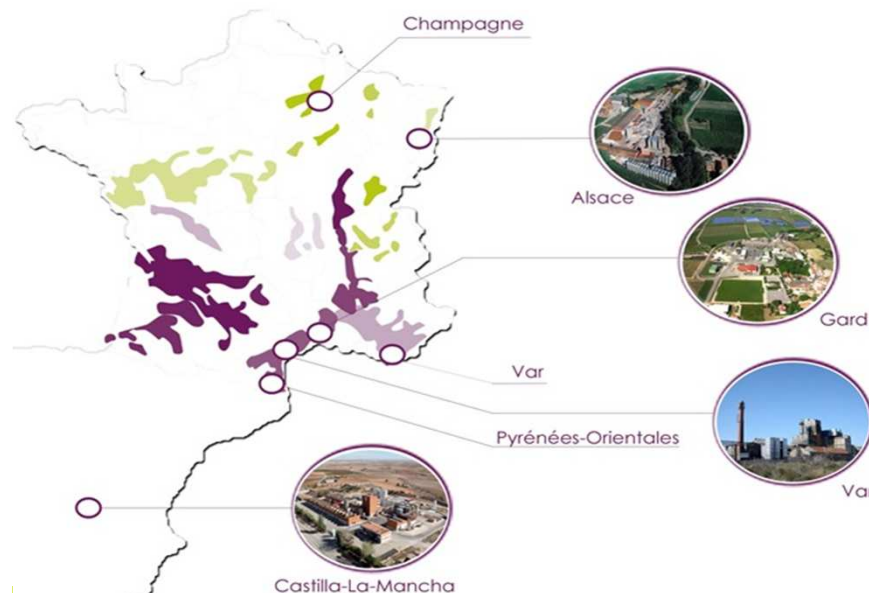 Champagne
Alsace
Gard
Var
Pyrénées-Orientales
Castilla-La-Mancha